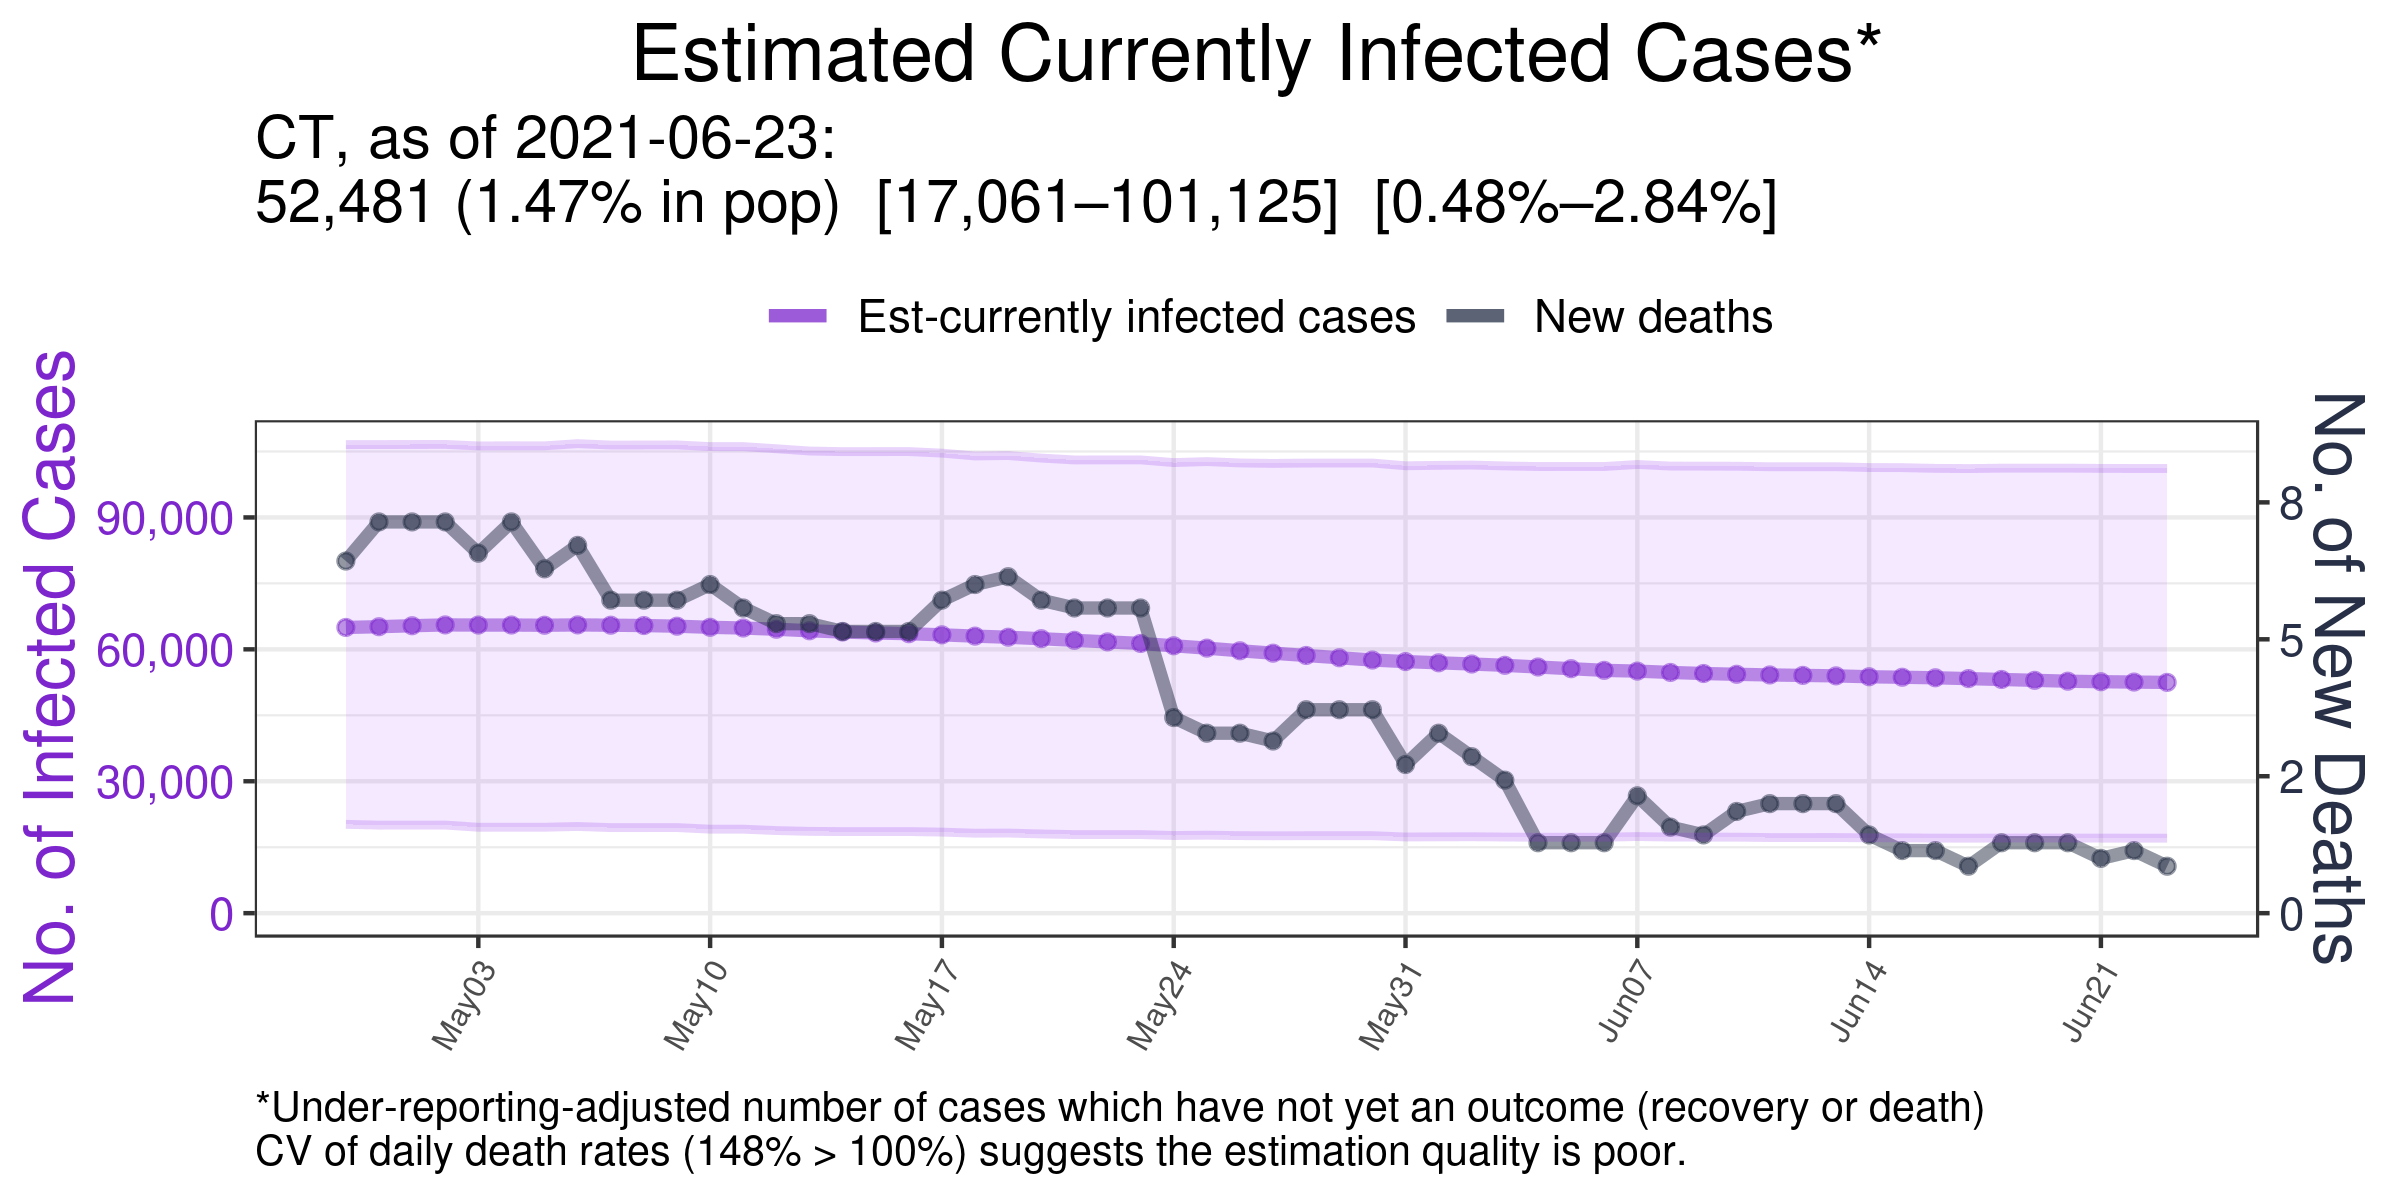 Estimated Currently Infected Cases*
CT, as of 2021-06-23:
52,481 (1.47% in pop)  [17,061–101,125]  [0.48%–2.84%]
Est-currently infected cases
New deaths
No. of Infected Cases
90,000
60,000
30,000
0
8
5
2
0
No. of New Deaths
May03
May10
May17
May24
May31
Jun07
Jun14
Jun21
*Under-reporting-adjusted number of cases which have not yet an outcome (recovery or death)
CV of daily death rates (148% > 100%) suggests the estimation quality is poor.